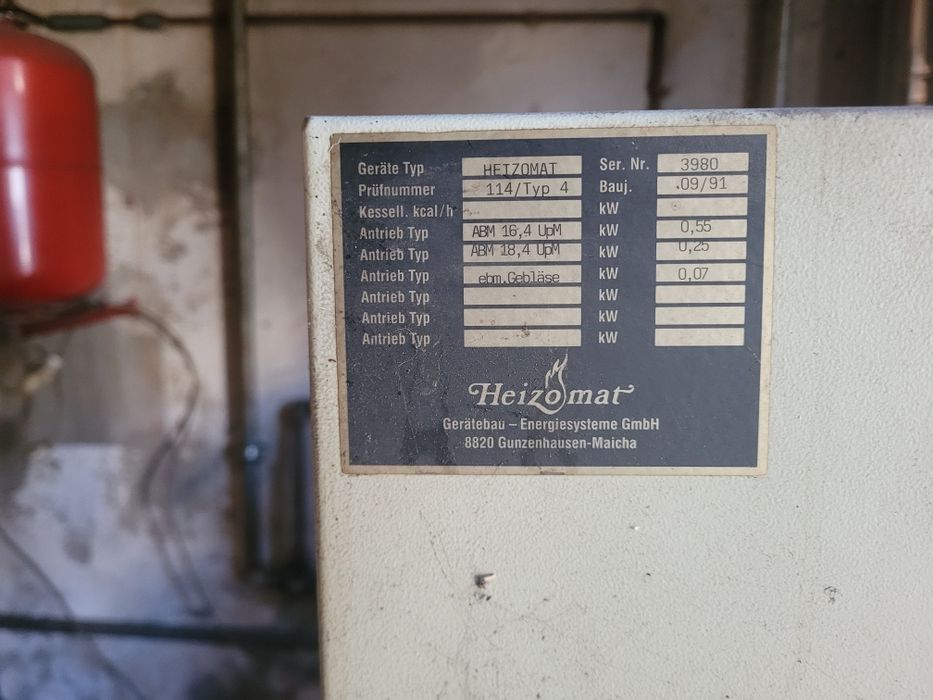 Geräte Typ HEIZOMAT Ser. Nr. 3980
Prüfnummer 114/Typ 4 Bauj. 09/91
Kessell. kcal/h kW
Antrieb Typ ABM 16,4 UpM kW 0,55
Antrieb Typ ABM 18,4 UpM kW 0,25
Antrieb Typ ebm.Gebläse kW 0,07
Antrieb Typ kW
Antrieb Typ kW
Antrieb Typ kW
Heizomat
Gerätebau – Energiesysteme GmbH
8820 Gunzenhausen-Maicha